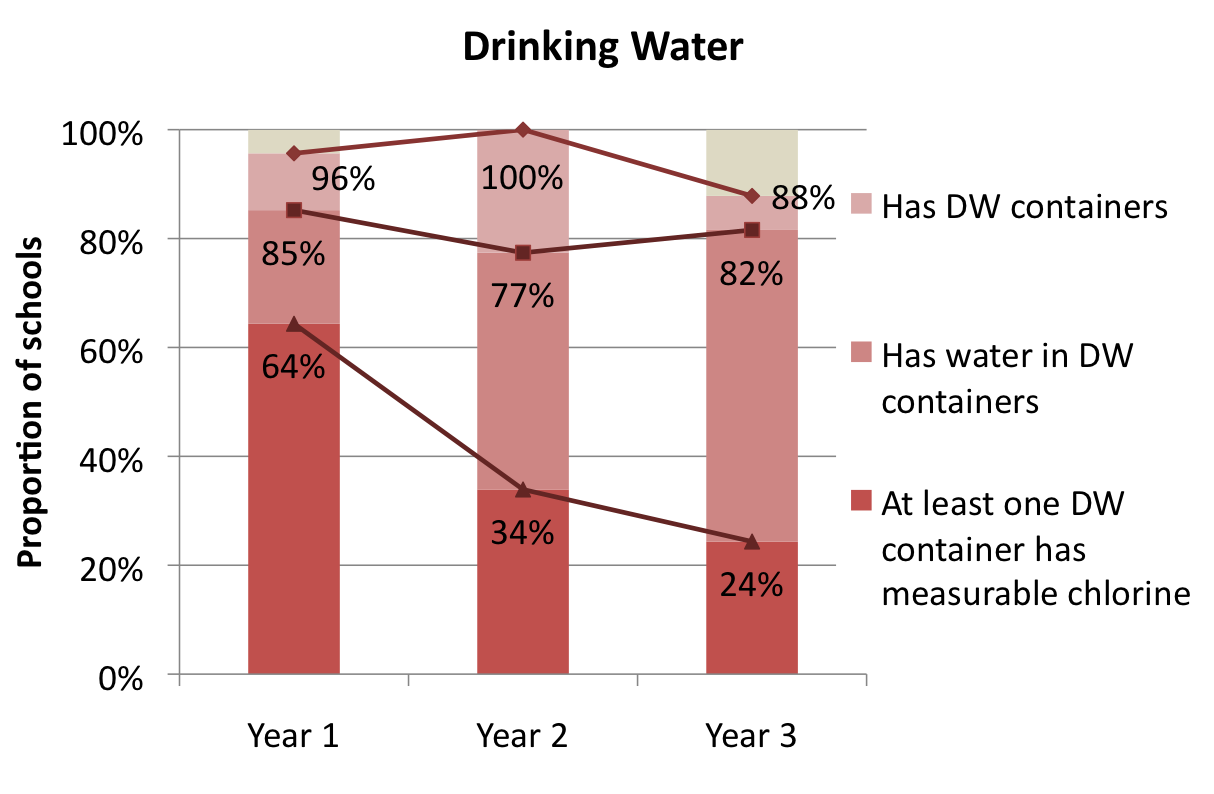 Drinking Water
Proportion of schools
100%
80%
60%
40%
20%
0%
96%
100%
88%
85%
77%
82%
64%
34%
24%
Year 1
Year 2
Year 3
Has DW containers
Has water in DW
containers
At least one DW
container has
measurable chlorine